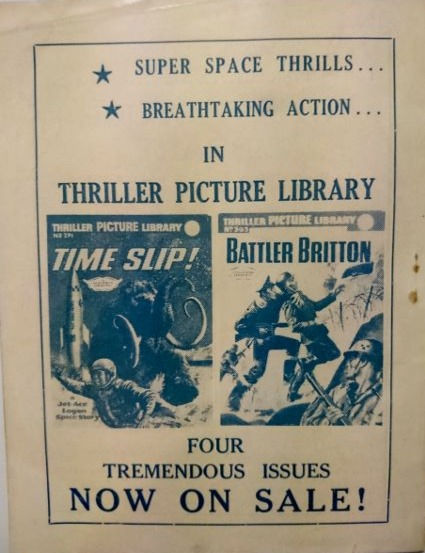 ★ SUPER SPACE THRILLS...
★ BREATHTAKING ACTION...
IN
THRILLER PICTURE LIBRARY
THRILLER PICTURE LIBRARY
TIME SLIP!
A
Jet-Ace
Logan
Space Story
THRILLER PICTURE LIBRARY
BATTLER BRITTON
FOUR
TREMENDOUS ISSUES
NOW ON SALE!